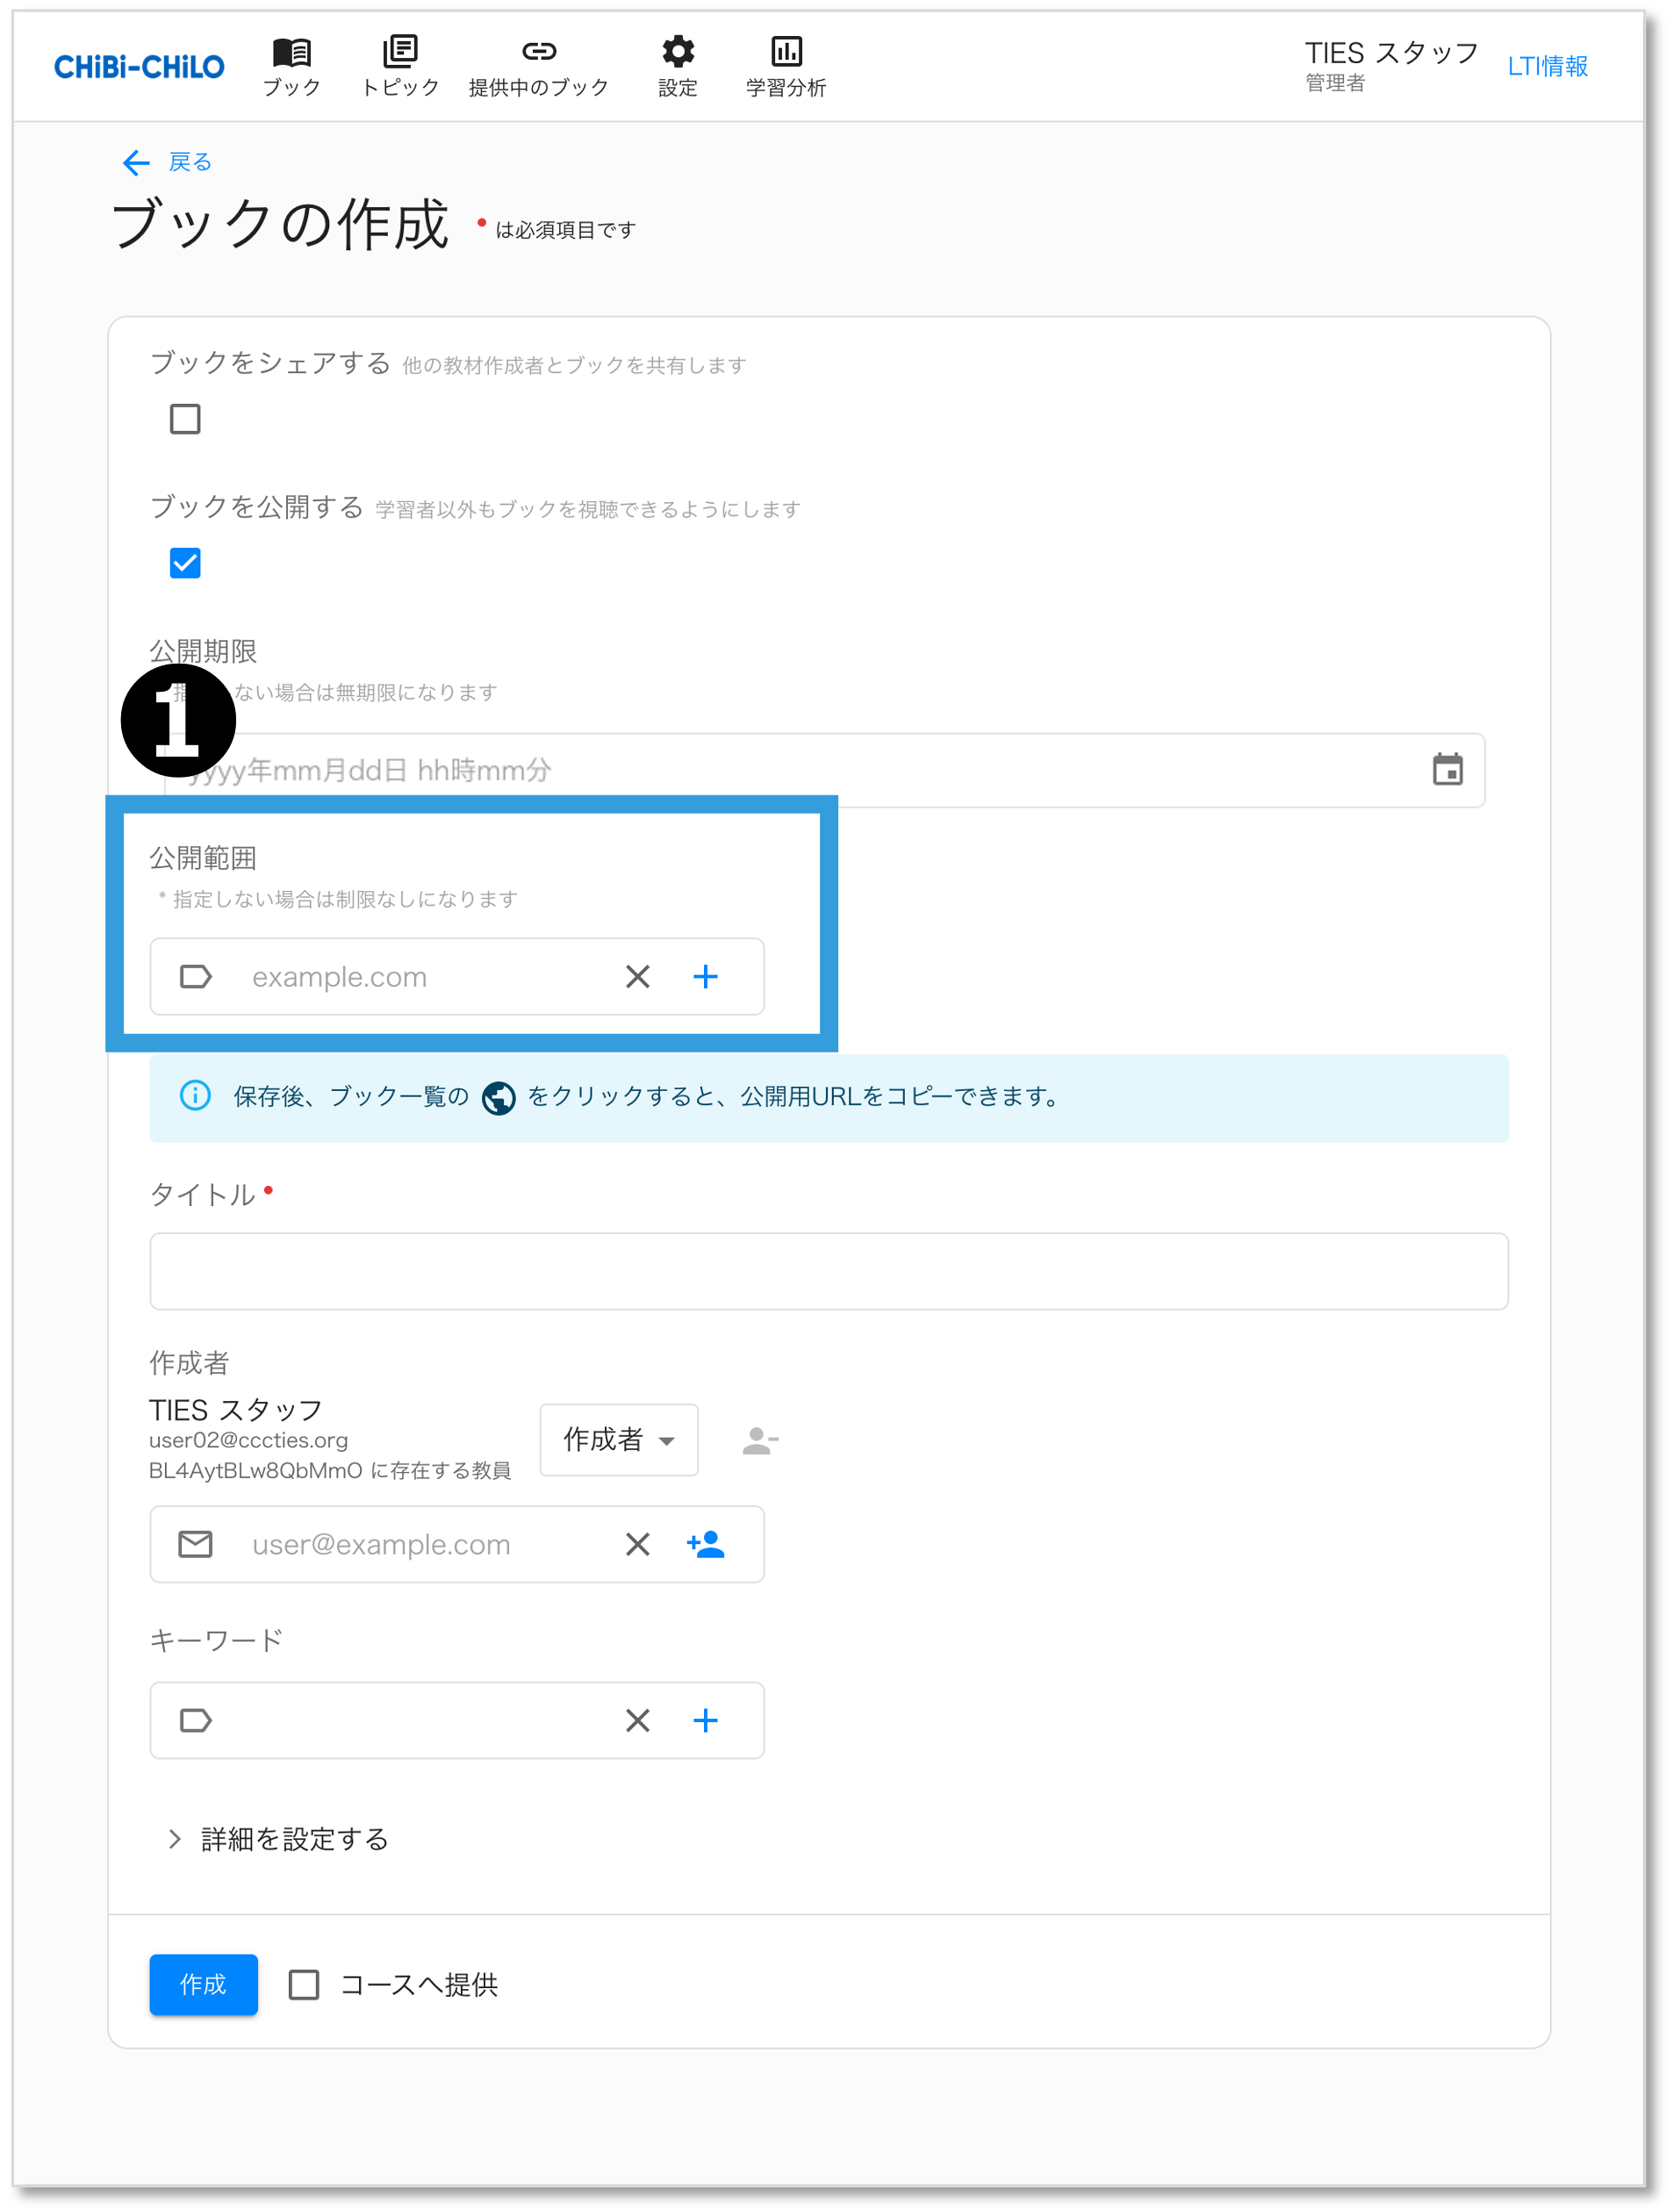 CHiBi-CHiLO
ブック
トピック
提供中のブック
設定
学習分析
TIES スタッフ
管理者
LTI情報
戻る
ブックの作成 は必須項目です
ブックをシェアする 他の教材作成者とブックを共有します
ブックを公開する 学習者以外もブックを視聴できるようにします
公開期限
ない場合は無期限になります
1
yyyy年mm月dd日 hh時mm分
公開範囲
* 指定しない場合は制限なしになります
example.com
保存後、ブック一覧の をクリックすると、公開用URLをコピーできます。
タイトル
作成者
TIES スタッフ
user02@cccties.org
BL4AytBLw8QbMmO に存在する教員
作成者
user@example.com
キーワード
詳細を設定する
作成
コースへ提供